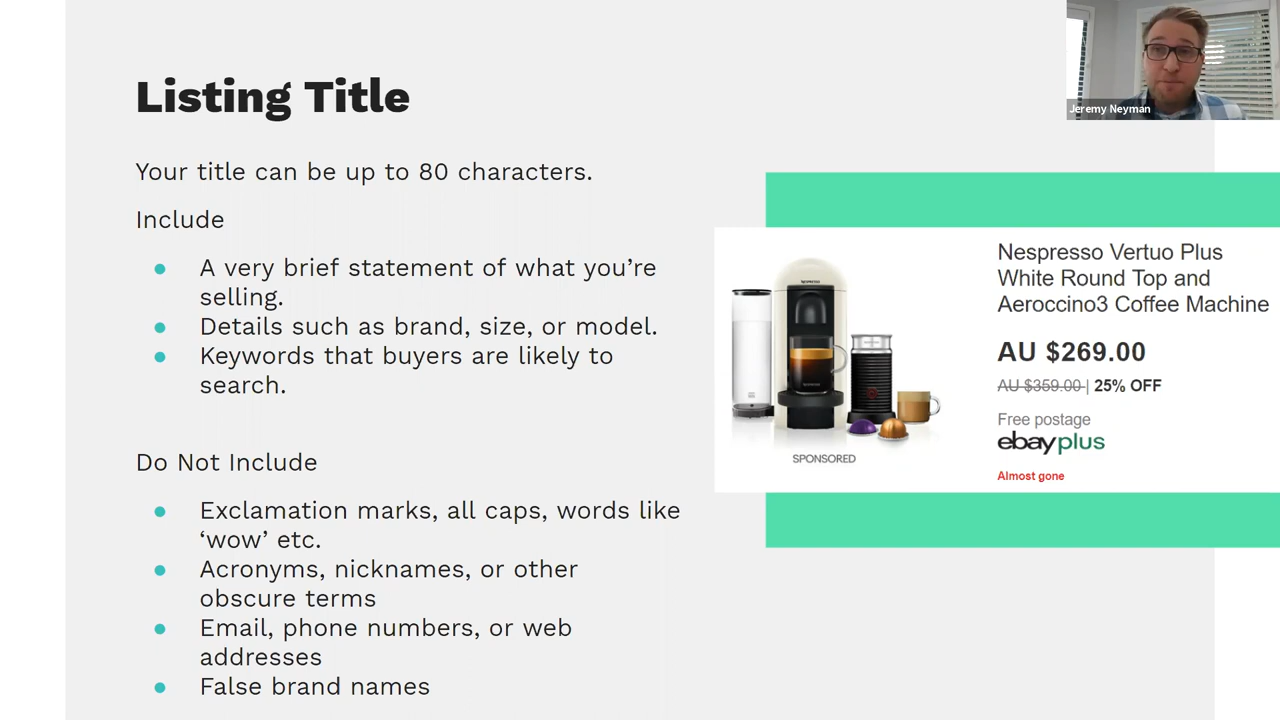 Listing Title
Your title can be up to 80 characters.
Include
● A very brief statement of what you’re
selling.
● Details such as brand, size, or model.
● Keywords that buyers are likely to
search.
Do Not Include
● Exclamation marks, all caps, words like
‘wow’ etc.
● Acronyms, nicknames, or other
obscure terms
● Email, phone numbers, or web
addresses
● False brand names
Jeremy Neyman
NESPRESSO
SPONSORED
Nespresso Vertuo Plus
White Round Top and
Aeroccino3 Coffee Machine
AU $269.00
AU $359.00 | 25% OFF
Free postage
ebayplus
Almost gone